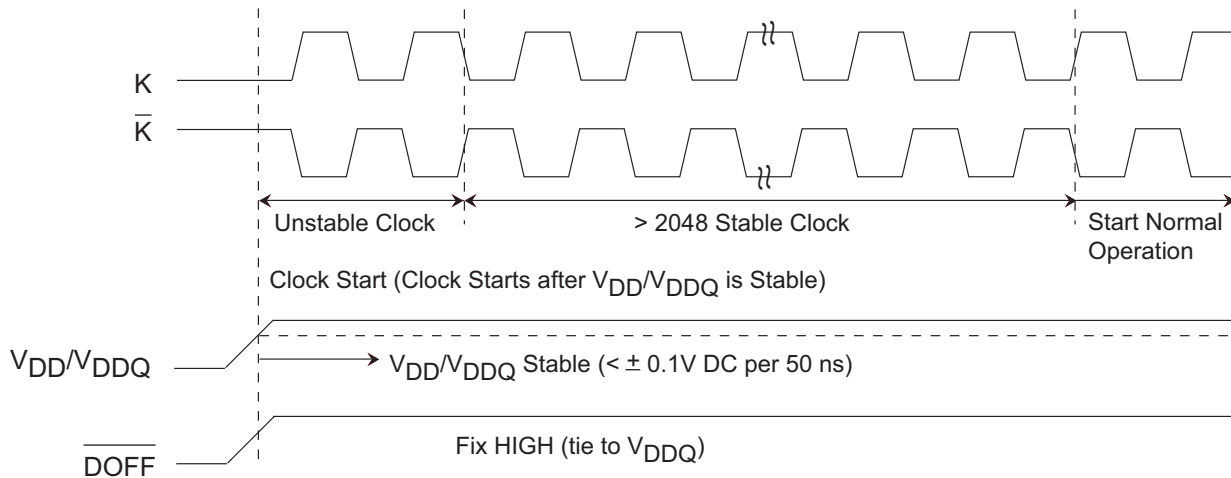 K
K̅
Unstable Clock
> 2048 Stable Clock
Start Normal
Operation
Clock Start (Clock Starts after VDD/VDDQ is Stable)
VDD/VDDQ
VDD/VDDQ Stable (< ± 0.1V DC per 50 ns)
DOFF
Fix HIGH (tie to VDDQ)